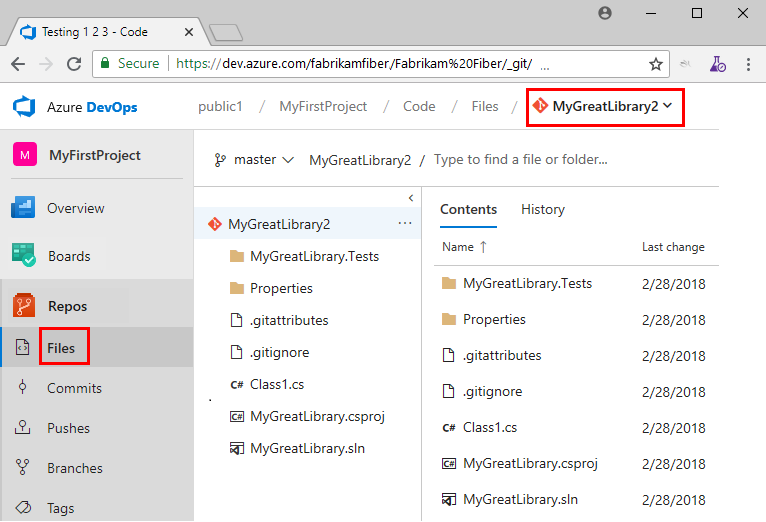 Testing 1 2 3 - Code
Secure https://dev.azure.com/fabrikamfiber/Fabrikam%20Fiber/_git/ ...
Azure DevOps
public1 / MyFirstProject / Code / Files / MyGreatLibrary2
M MyFirstProject
Overview
Boards
Repos
Files
Commits
Pushes
Branches
Tags
master MyGreatLibrary2 / Type to find a file or folder...
MyGreatLibrary2 ...
MyGreatLibrary.Tests
Properties
.gitattributes
.gitignore
C# Class1.cs
C# MyGreatLibrary.csproj
MyGreatLibrary.sln
Contents History
Name ↑ Last change
MyGreatLibrary.Tests 2/28/2018
Properties 2/28/2018
.gitattributes 2/28/2018
.gitignore 2/28/2018
C# Class1.cs 2/28/2018
C# MyGreatLibrary.csproj 2/28/2018
MyGreatLibrary.sln 2/28/2018